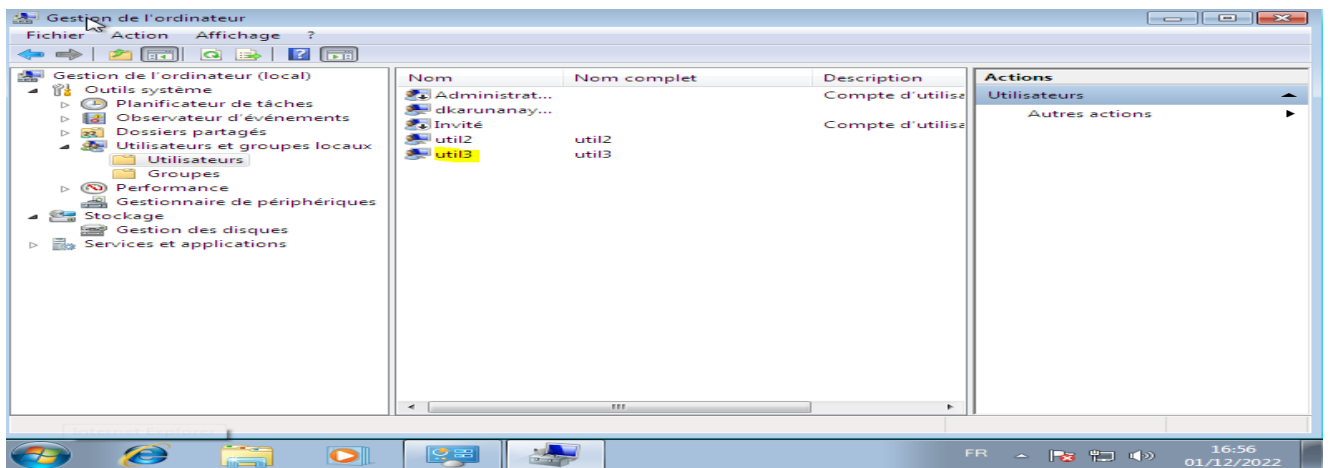 Gestion de l'ordinateur
Fichier Action Affichage ?
Gestion de l'ordinateur (local)
Outils système
Planificateur de tâches
Observateur d'événements
Dossiers partagés
Utilisateurs et groupes locaux
Utilisateurs
Groupes
Performance
Gestionnaire de périphériques
Stockage
Gestion des disques
Services et applications
Nom Nom complet Description
Administrat... Compte d'utilisa
dkarunanay...
Invité Compte d'utilisa
util2 util2
util3 util3
Actions
Utilisateurs
Autres actions
Internet Explorer
FR
16:56
01/12/2022